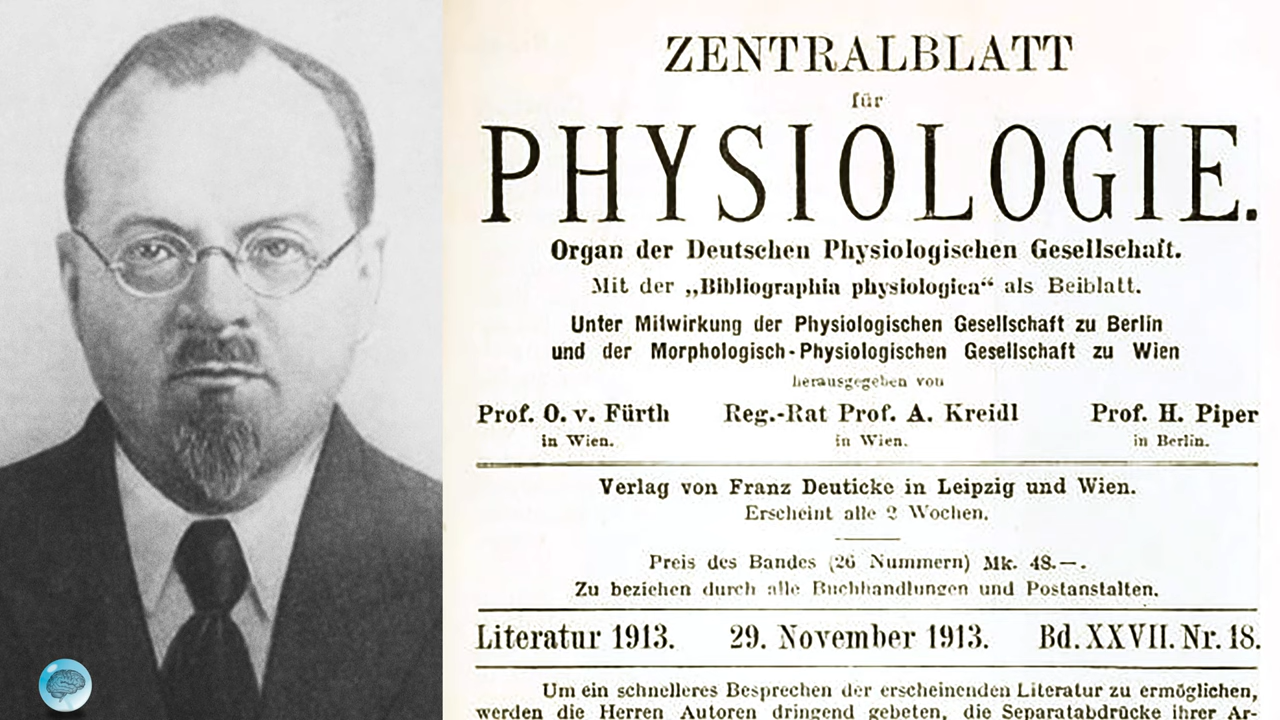 ZENTRALBLATT
für
PHYSIOLOGIE.
Organ der Deutschen Physiologischen Gesellschaft.
Mit der „Bibliographia physiologica“ als Beiblatt.
Unter Mitwirkung der Physiologischen Gesellschaft zu Berlin
und der Morphologisch-Physiologischen Gesellschaft zu Wien
herausgegeben von
Prof. O. v. Fürth Reg.-Rat Prof. A. Kreidl Prof. H. Piper
in Wien. in Wien. in Berlin.
Verlag von Franz Deuticke in Leipzig und Wien.
Erscheint alle 2 Wochen.
Preis des Bandes (26 Nummern) Mk. 48.—.
Zu beziehen durch alle Buchhandlungen und Postanstalten.
Literatur 1913. 29. November 1913. Bd. XXVII. Nr. 18.
Um ein schnelleres Besprechen der erscheinenden Literatur zu ermöglichen,
werden die Herren Autoren dringend gebeten, die Separatabdrücke ihrer Ar-